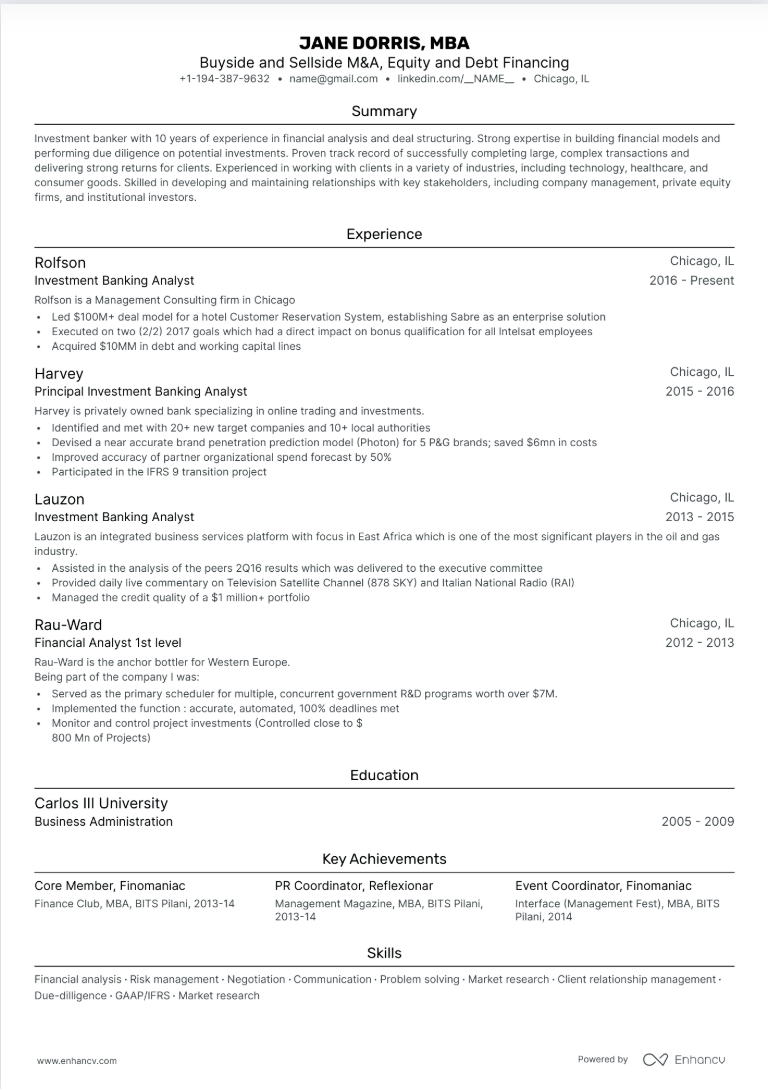 JANE DORRIS, MBA
Buyside and Sellside M&A, Equity and Debt Financing
+1-194-387-9632 • name@gmail.com • linkedin.com/__NAME__ • Chicago, IL
Summary
Investment banker with 10 years of experience in financial analysis and deal structuring. Strong expertise in building financial models and
performing due diligence on potential investments. Proven track record of successfully completing large, complex transactions and
delivering strong returns for clients. Experienced in working with clients in a variety of industries, including technology, healthcare, and
consumer goods. Skilled in developing and maintaining relationships with key stakeholders, including company management, private equity
firms, and institutional investors.
Experience
Rolfson Chicago, IL
Investment Banking Analyst 2016 - Present
Rolfson is a Management Consulting firm in Chicago
• Led $100M+ deal model for a hotel Customer Reservation System, establishing Sabre as an enterprise solution
• Executed on two (2/2) 2017 goals which had a direct impact on bonus qualification for all Intelsat employees
• Acquired $10MM in debt and working capital lines
Harvey Chicago, IL
Principal Investment Banking Analyst 2015 - 2016
Harvey is privately owned bank specializing in online trading and investments.
• Identified and met with 20+ new target companies and 10+ local authorities
• Devised a near accurate brand penetration prediction model (Photon) for 5 P&G brands; saved $6mn in costs
• Improved accuracy of partner organizational spend forecast by 50%
• Participated in the IFRS 9 transition project
Lauzon Chicago, IL
Investment Banking Analyst 2013 - 2015
Lauzon is an integrated business services platform with focus in East Africa which is one of the most significant players in the oil and gas
industry.
• Assisted in the analysis of the peers 2Q16 results which was delivered to the executive committee
• Provided daily live commentary on Television Satellite Channel (878 SKY) and Italian National Radio (RAI)
• Managed the credit quality of a $1 million+ portfolio
Rau-Ward Chicago, IL
Financial Analyst 1st level 2012 - 2013
Rau-Ward is the anchor bottler for Western Europe.
Being part of the company I was:
• Served as the primary scheduler for multiple, concurrent government R&D programs worth over $7M.
• Implemented the function : accurate, automated, 100% deadlines met
• Monitor and control project investments (Controlled close to $
800 Mn of Projects)
Education
Carlos III University
Business Administration 2005 - 2009
Key Achievements
Core Member, Finomaniac
Finance Club, MBA, BITS Pilani, 2013-14
PR Coordinator, Reflexionar
Management Magazine, MBA, BITS Pilani,
2013-14
Event Coordinator, Finomaniac
Interface (Management Fest), MBA, BITS
Pilani, 2014
Skills
Financial analysis · Risk management · Negotiation · Communication · Problem solving · Market research · Client relationship management ·
Due-dilligence · GAAP/IFRS · Market research
www.enhancv.com Powered by Enhancv